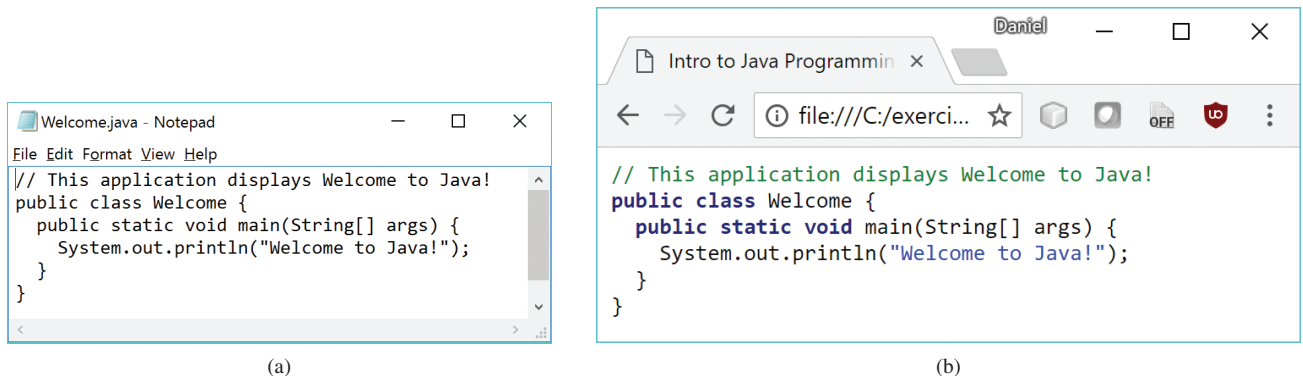 Welcome.java - Notepad
File Edit Format View Help
// This application displays Welcome to Java!
public class Welcome {
  public static void main(String[] args) {
    System.out.println("Welcome to Java!");
  }
}
(a)
Daniel
Intro to Java Programmin
file:///C:/exerci...
OFF
// This application displays Welcome to Java!
public class Welcome {
  public static void main(String[] args) {
    System.out.println("Welcome to Java!");
  }
}
(b)